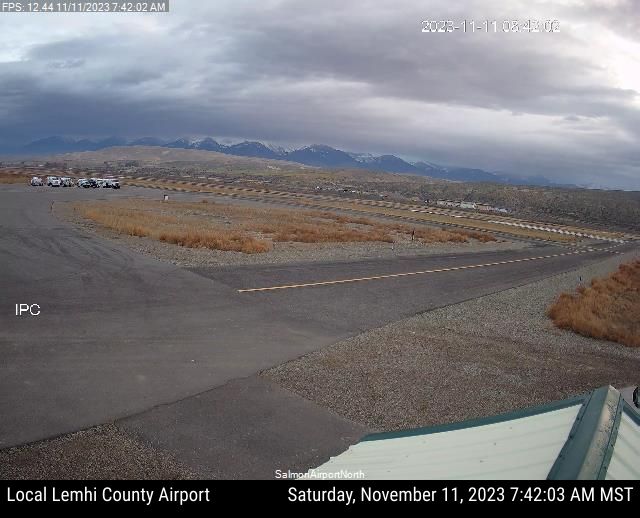 FPS: 12.44 11/11/2023 7:42:02 AM
2023-11-11 08:42:02
IPC
SalmonAirportNorth
Local Lemhi County Airport
Saturday, November 11, 2023 7:42:03 AM MST